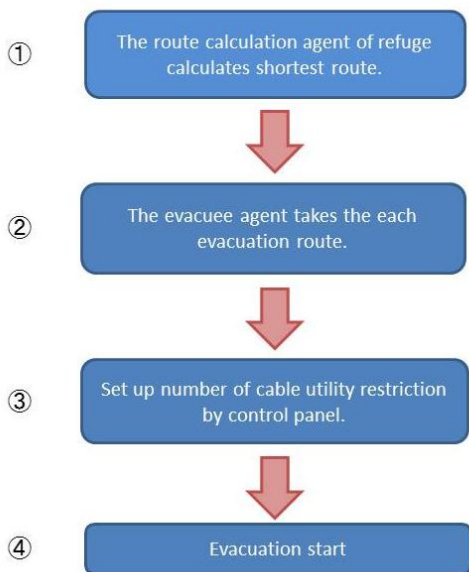 ①
The route calculation agent of refuge
calculates shortest route.
②
The evacuee agent takes the each
evacuation route.
③
Set up number of cable utility restriction
by control panel.
④
Evacuation start